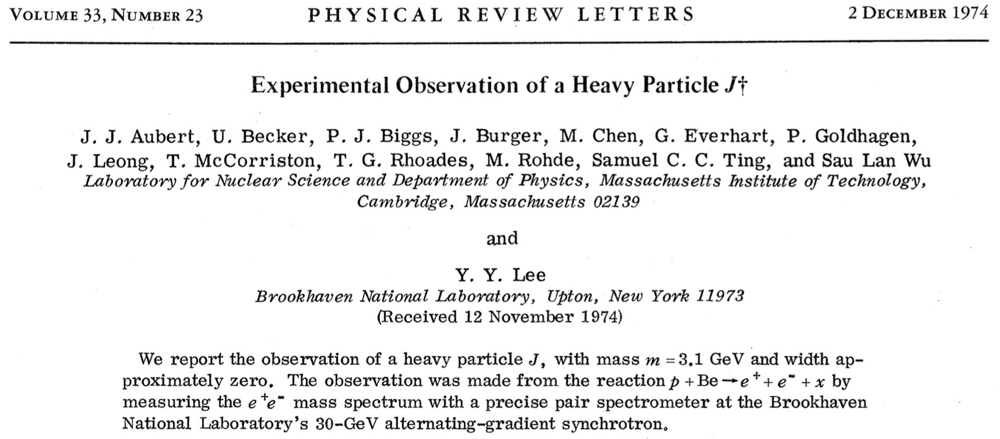 VOLUME 33, NUMBER 23 PHYSICAL REVIEW LETTERS 2 DECEMBER 1974
Experimental Observation of a Heavy Particle J†
J. J. Aubert, U. Becker, P. J. Biggs, J. Burger, M. Chen, G. Everhart, P. Goldhagen,
J. Leong, T. McCorriston, T. G. Rhoades, M. Rohde, Samuel C. C. Ting, and Sau Lan Wu
Laboratory for Nuclear Science and Department of Physics, Massachusetts Institute of Technology,
Cambridge, Massachusetts 02139
and
Y. Y. Lee
Brookhaven National Laboratory, Upton, New York 11973
(Received 12 November 1974)
We report the observation of a heavy particle J, with mass m = 3.1 GeV and width ap-
proximately zero. The observation was made from the reaction p + Be → e⁺ + e⁻ + x by
measuring the e⁺e⁻ mass spectrum with a precise pair spectrometer at the Brookhaven
National Laboratory's 30-GeV alternating-gradient synchrotron.